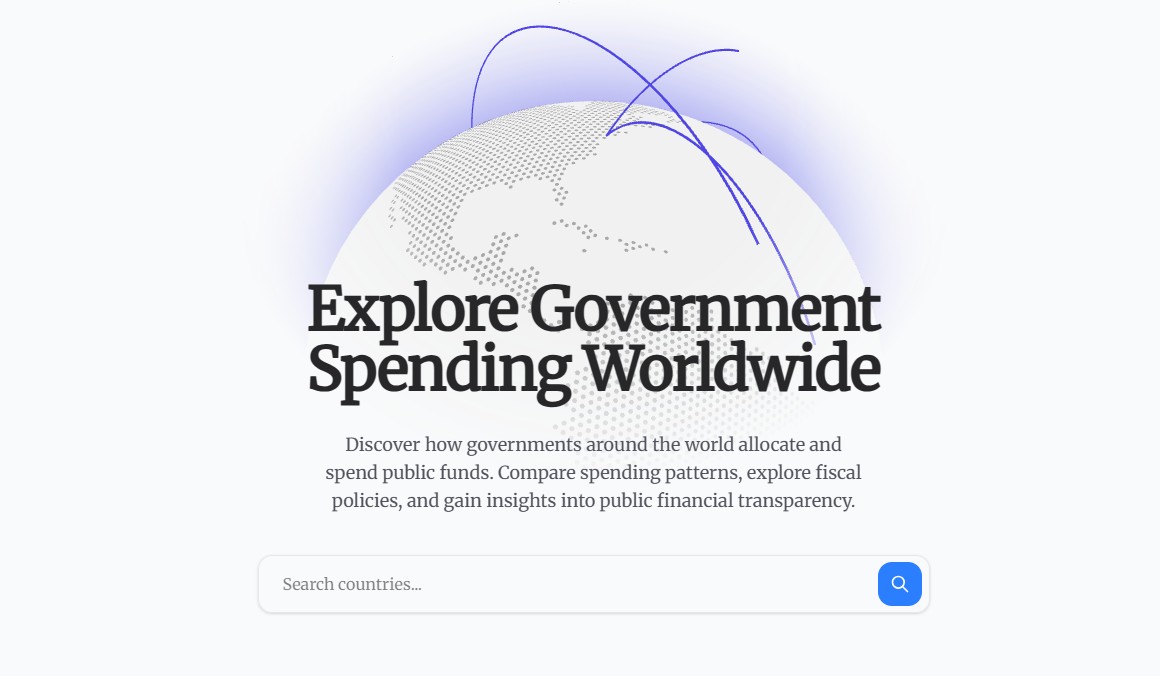 Explore Government
Spending Worldwide
Discover how governments around the world allocate and
spend public funds. Compare spending patterns, explore fiscal
policies, and gain insights into public financial transparency.
Search countries...